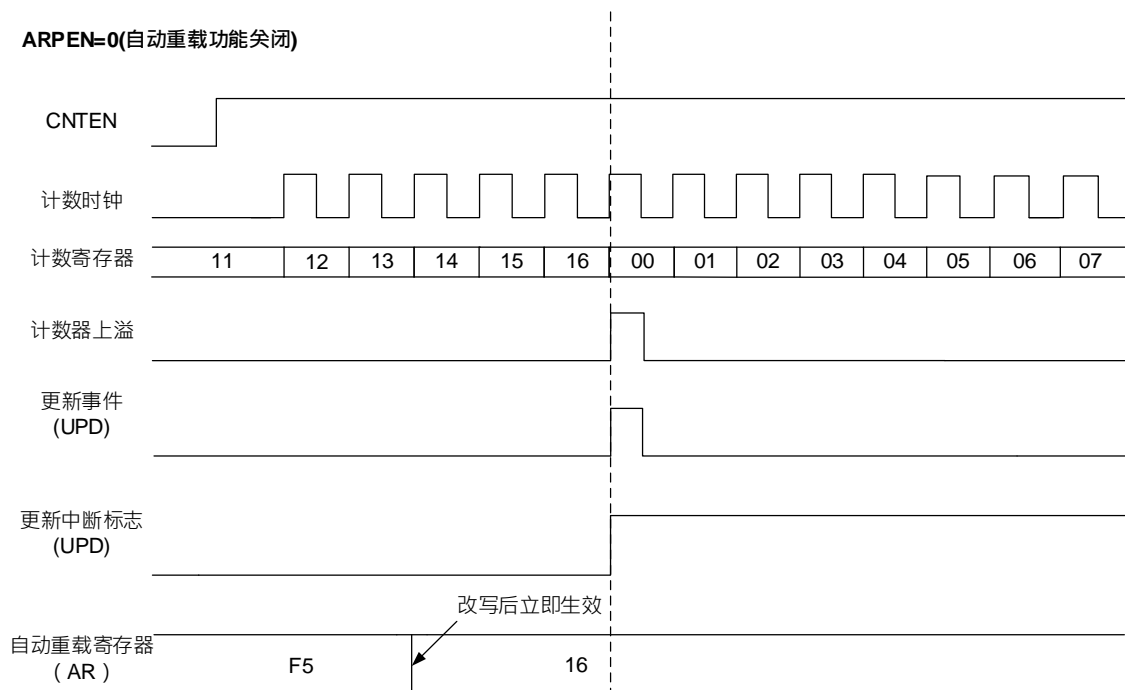 ARPEN=0(自动重载功能关闭)
CNTEN
计数时钟
计数寄存器
11 12 13 14 15 16 00 01 02 03 04 05 06 07
计数器上溢
更新事件
(UPD)
更新中断标志
(UPD)
改写后立即生效
自动重载寄存器
（AR）
F5 16